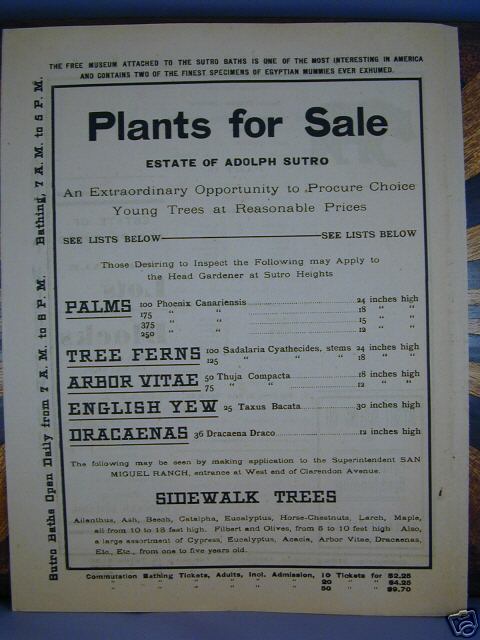 THE FREE MUSEUM ATTACHED TO THE SUTRO BATHS IS ONE OF THE MOST INTERESTING IN AMERICA
AND CONTAINS TWO OF THE FINEST SPECIMENS OF EGYPTIAN MUMMIES EVER EXHUMED.
Sutro Baths Open Daily from 7 A. M. to 6 P. M. Bathing, 7 A. M. to 5 P. M.
Plants for Sale
ESTATE OF ADOLPH SUTRO
An Extraordinary Opportunity to Procure Choice
Young Trees at Reasonable Prices
SEE LISTS BELOW SEE LISTS BELOW
Those Desiring to Inspect the Following may Apply to
the Head Gardener at Sutro Heights
PALMS 100 Phoenix Canariensis 24 inches high
175 " " 18 " "
375 " " 15 " "
250 " " 12 " "
TREE FERNS 100 Sadalaria Cyathecides, stems 24 inches high
125 " " " 18 " "
ARBOR VITAE 50 Thuja Compacta 18 inches high
75 " " 12 " "
ENGLISH YEW 25 Taxus Bacata 30 inches high
DRACAENAS 36 Dracaena Draco 12 inches high
The following may be seen by making application to the Superintendent SAN
MIGUEL RANCH, entrance at West end of Clarendon Avenue.
SIDEWALK TREES
Ailanthus, Ash, Beech, Catalpha, Eucalyptus, Horse-Chestnuts, Larch, Maple,
all from 10 to 15 feet high. Filbert and Olives, from 5 to 10 feet high Also,
a large assortment of Cypress, Eucalyptus, Acacia, Arbor Vitae, Dracaenas,
Etc., Etc., from one to five years old.
Commutation Bathing Tickets, Adults, Incl. Admission, 10 Tickets for $2.25
" " " " " 20 " " $4.25
" " " " " 50 " " $9.70